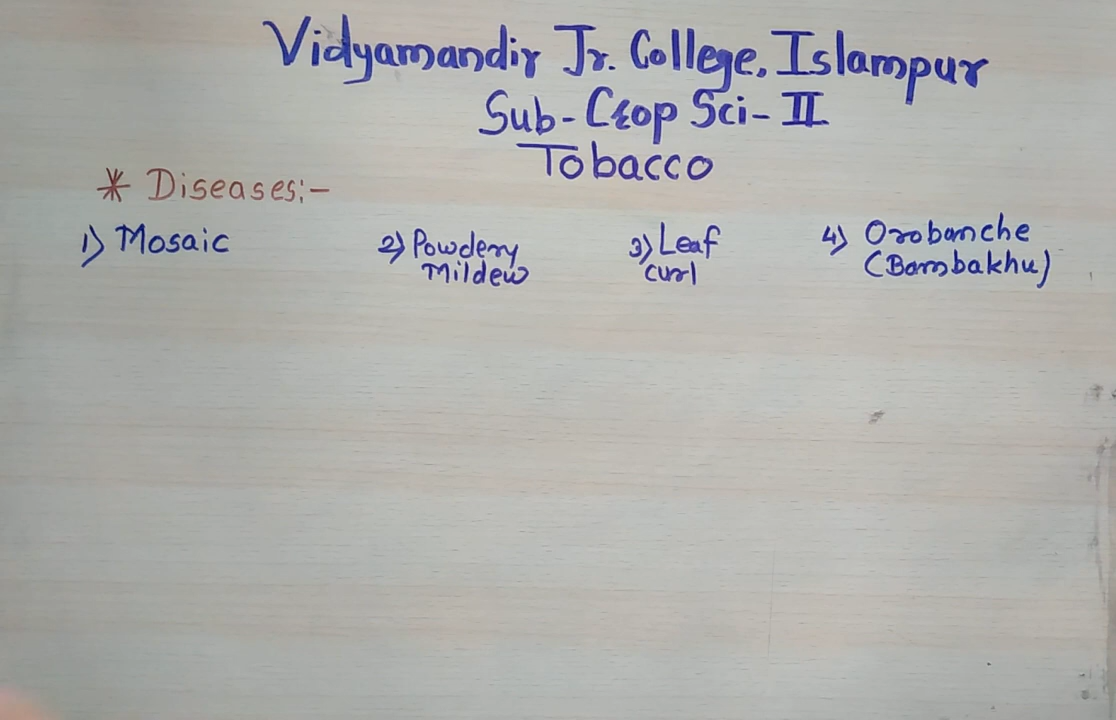 Vidyamandir Jr. College, Islampur
Sub-Crop Sci-II
Tobacco
* Diseases:-
1) Mosaic
2) Powdery
Mildew
3) Leaf
curl
4) Orobanche
(Bambakhu)